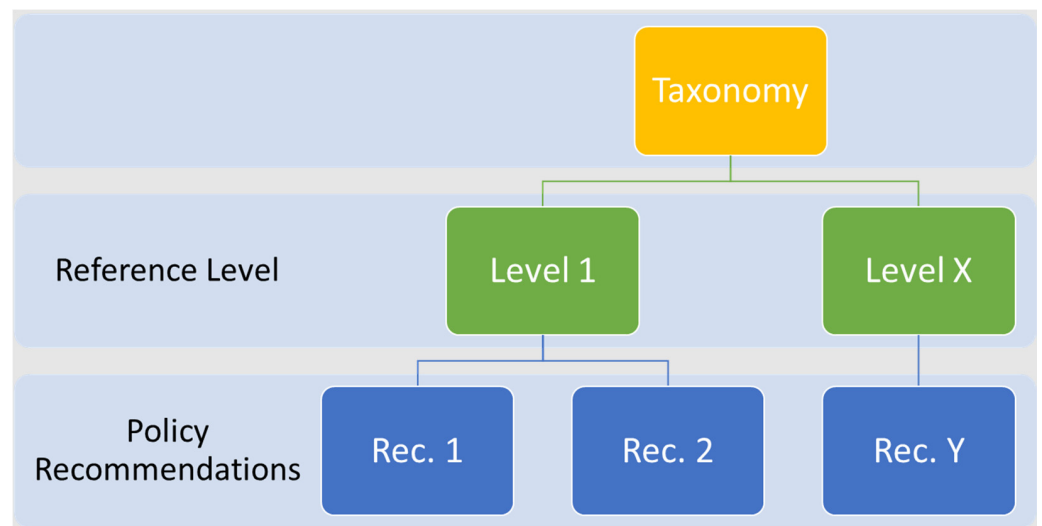 Taxonomy
Reference Level
Level 1
Level X
Policy
Recommendations
Rec. 1
Rec. 2
Rec. Y